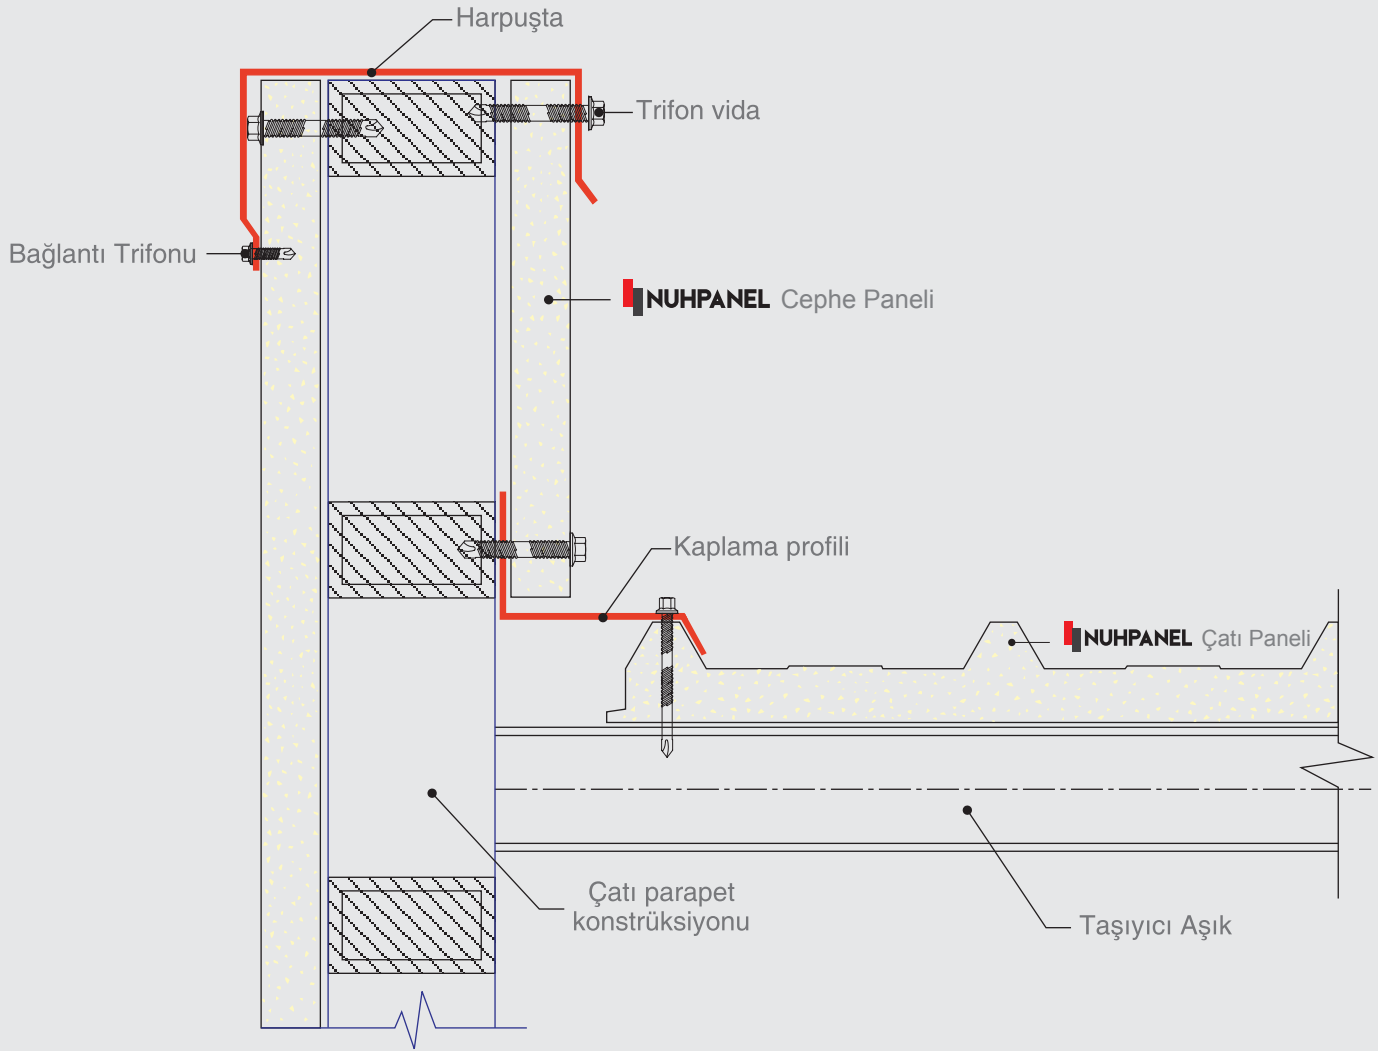 Harpuşta
Trifon vida
Bağlantı Trifonu
NUHPANEL Cephe Paneli
Kaplama profili
NUHPANEL Çatı Paneli
Çatı parapet
konstrüksiyonu
Taşıyıcı Aşık